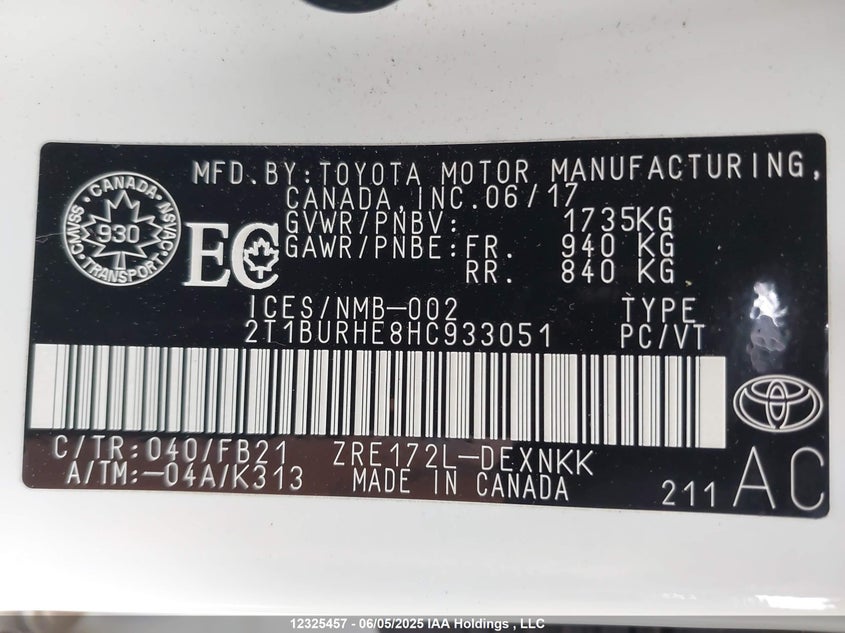 MFD.BY:TOYOTA MOTOR MANUFACTURING,
CANADA,INC.06/17
GVWR/PNBV: 1735KG
GAWR/PNBE:FR. 940 KG
RR. 840 KG
CANADA
CMVSS · NSVAC
930
TRANSPORT
EC
ICES/NMB-002 TYPE
2T1BURHE8HC933051 PC/VT
C/TR:040/FB21 ZRE172L-DEXNKK
A/TM:-04A/K313 MADE IN CANADA
211 AC
12325457 - 06/05/2025 IAA Holdings , LLC